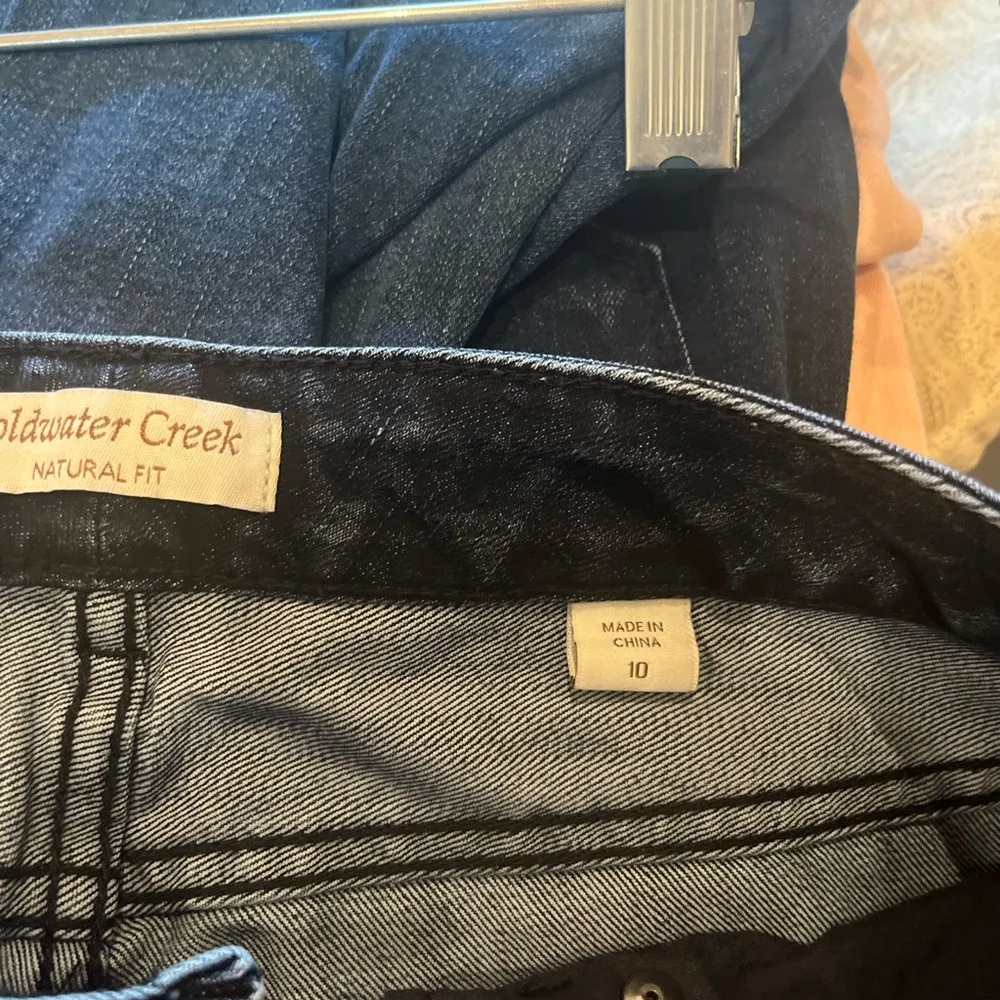 oldwater Creek
NATURAL FIT
MADE IN
CHINA
10